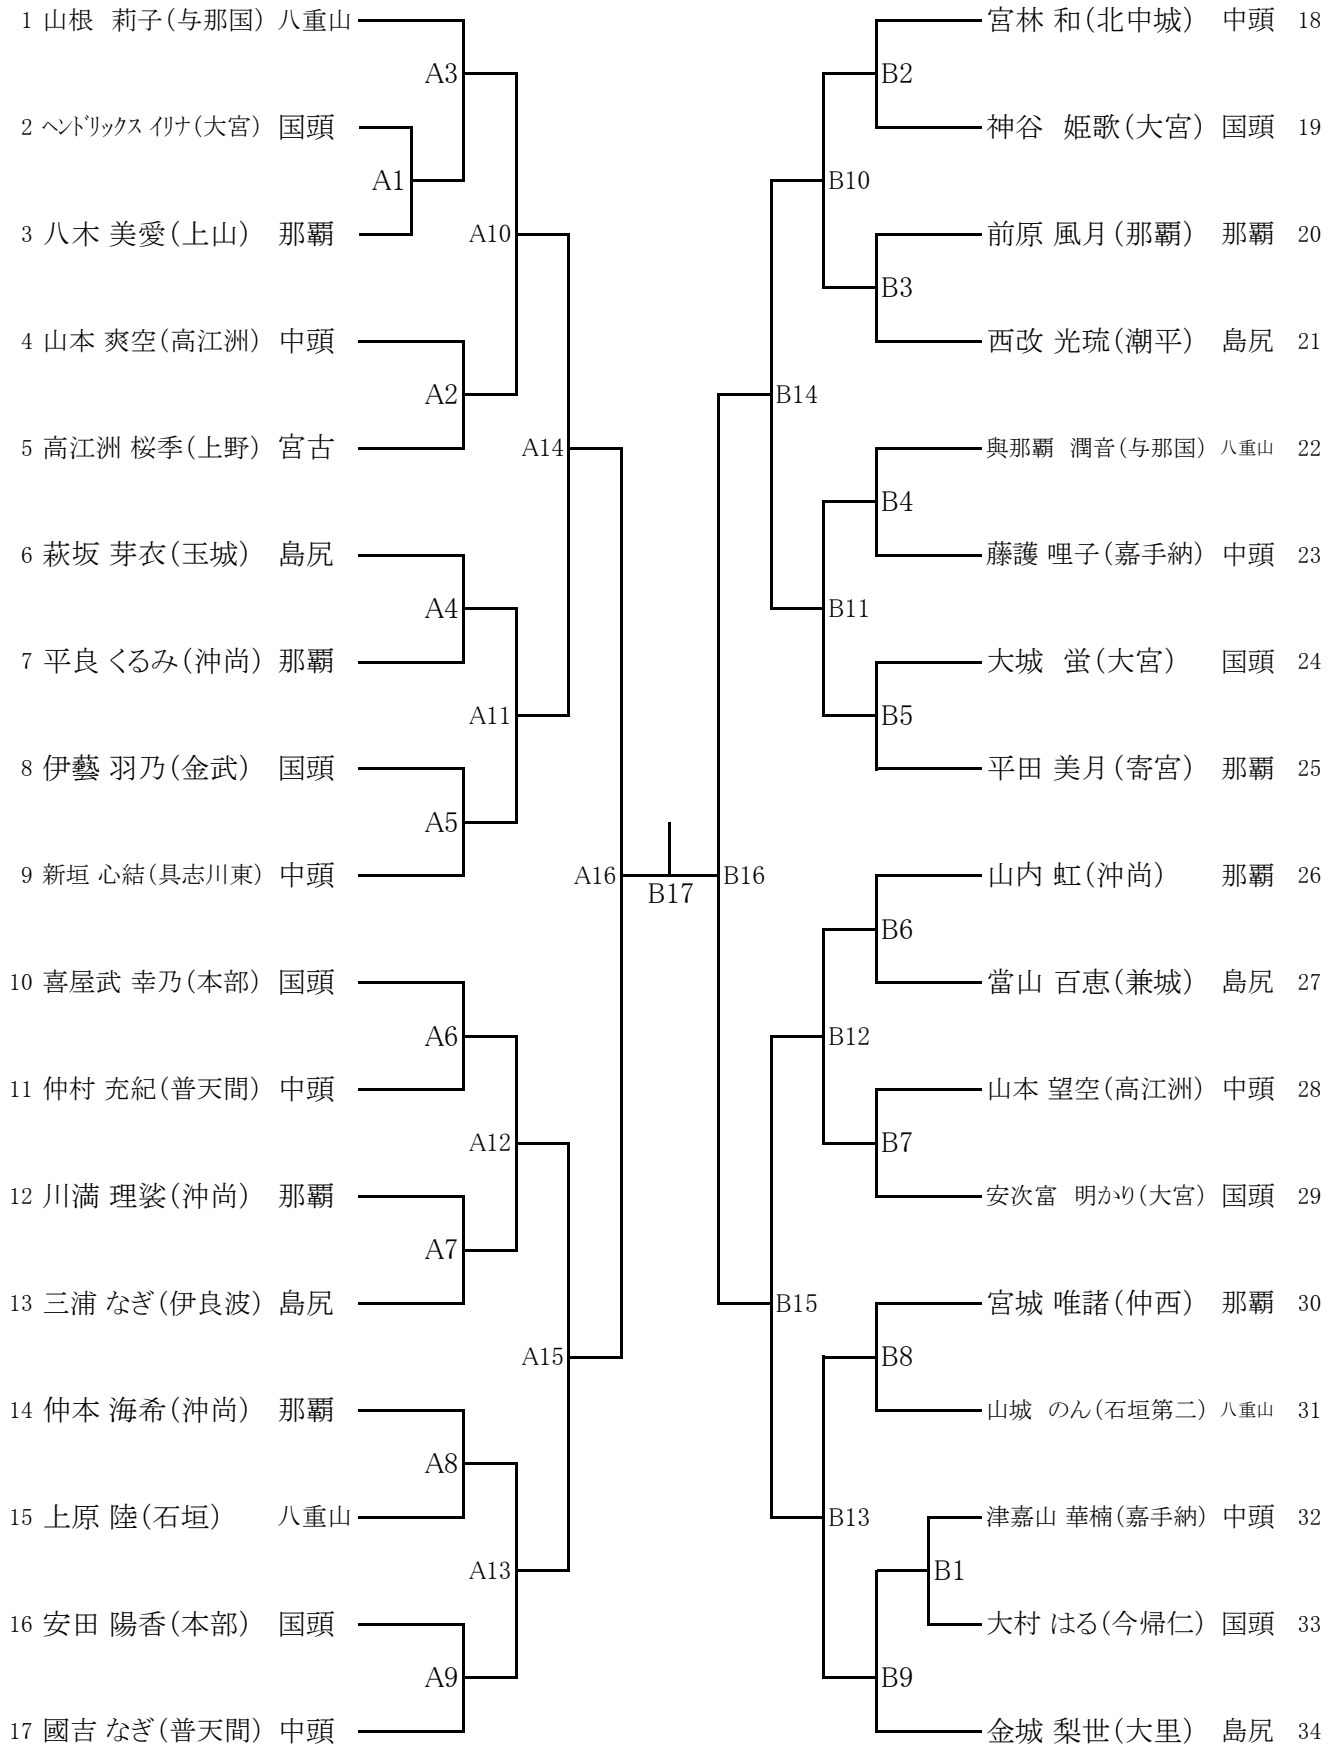 1 山根 莉子(与那国) 八重山
A3
2 ヘンドリックス イリナ(大宮) 国頭
A1
3 八木 美愛(上山) 那覇
A10
4 山本 爽空(高江洲) 中頭
A2
5 高江洲 桜季(上野) 宮古
A14
6 萩坂 芽衣(玉城) 島尻
A4
7 平良 くるみ(沖尚) 那覇
A11
8 伊藝 羽乃(金武) 国頭
A5
9 新垣 心結(具志川東) 中頭
A16
B17
10 喜屋武 幸乃(本部) 国頭
A6
11 仲村 充紀(普天間) 中頭
A12
12 川満 理裟(沖尚) 那覇
A7
13 三浦 なぎ(伊良波) 島尻
A15
14 仲本 海希(沖尚) 那覇
A8
15 上原 陸(石垣) 八重山
A13
16 安田 陽香(本部) 国頭
A9
17 國吉 なぎ(普天間) 中頭
宮林 和(北中城) 中頭 18
B2
神谷 姫歌(大宮) 国頭 19
B10
前原 風月(那覇) 那覇 20
B3
西改 光琉(潮平) 島尻 21
B14
與那覇 潤音(与那国) 八重山 22
B4
藤護 哩子(嘉手納) 中頭 23
B11
大城 蛍(大宮) 国頭 24
B5
平田 美月(寄宮) 那覇 25
B16
山内 虹(沖尚) 那覇 26
B6
當山 百恵(兼城) 島尻 27
B12
山本 望空(高江洲) 中頭 28
B7
安次富 明かり(大宮) 国頭 29
B15
宮城 唯諸(仲西) 那覇 30
B8
山城 のん(石垣第二) 八重山 31
B13
津嘉山 華楠(嘉手納) 中頭 32
B1
大村 はる(今帰仁) 国頭 33
B9
金城 梨世(大里) 島尻 34